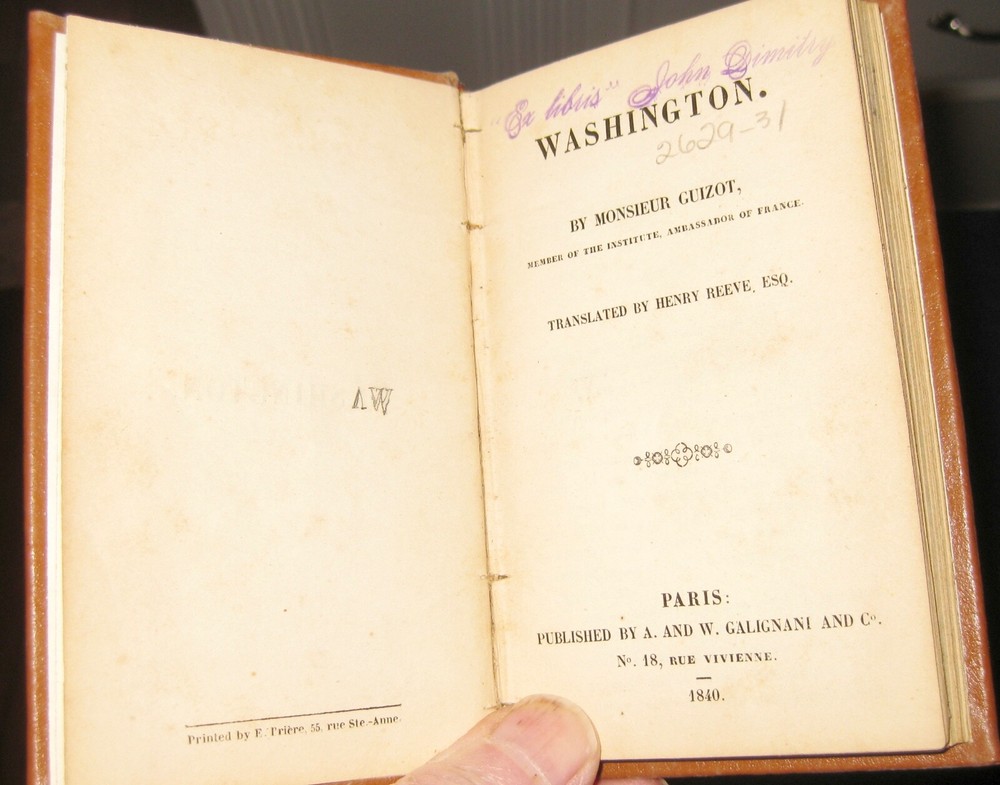 ΛW
Printed by E. Brière, 55, rue Ste.-Anne.
"Ex libris" John Dimitry
WASHINGTON.
2629-31
BY MONSIEUR GUIZOT,
MEMBER OF THE INSTITUTE, AMBASSADOR OF FRANCE.
TRANSLATED BY HENRY REEVE, ESQ.
PARIS:
PUBLISHED BY A. AND W. GALIGNANI AND Cº.
Nº. 18, RUE VIVIENNE.
1840.